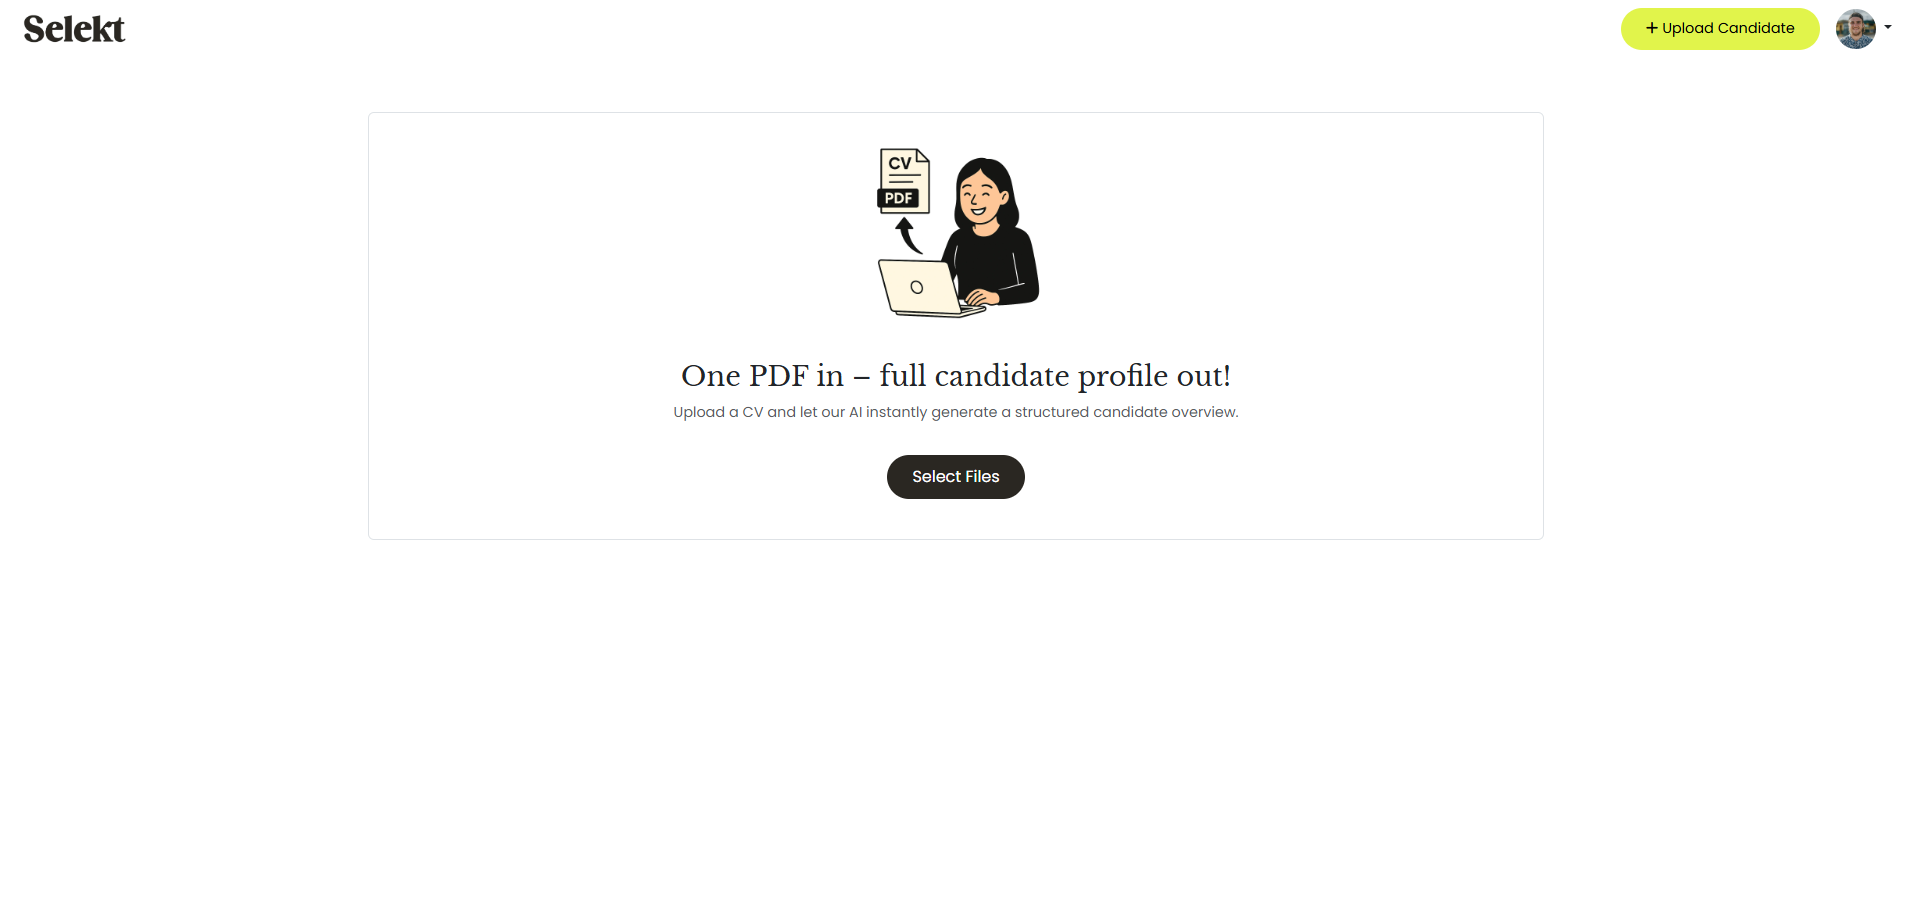 Selekt
+ Upload Candidate
CV
PDF
One PDF in – full candidate profile out!
Upload a CV and let our AI instantly generate a structured candidate overview.
Select Files